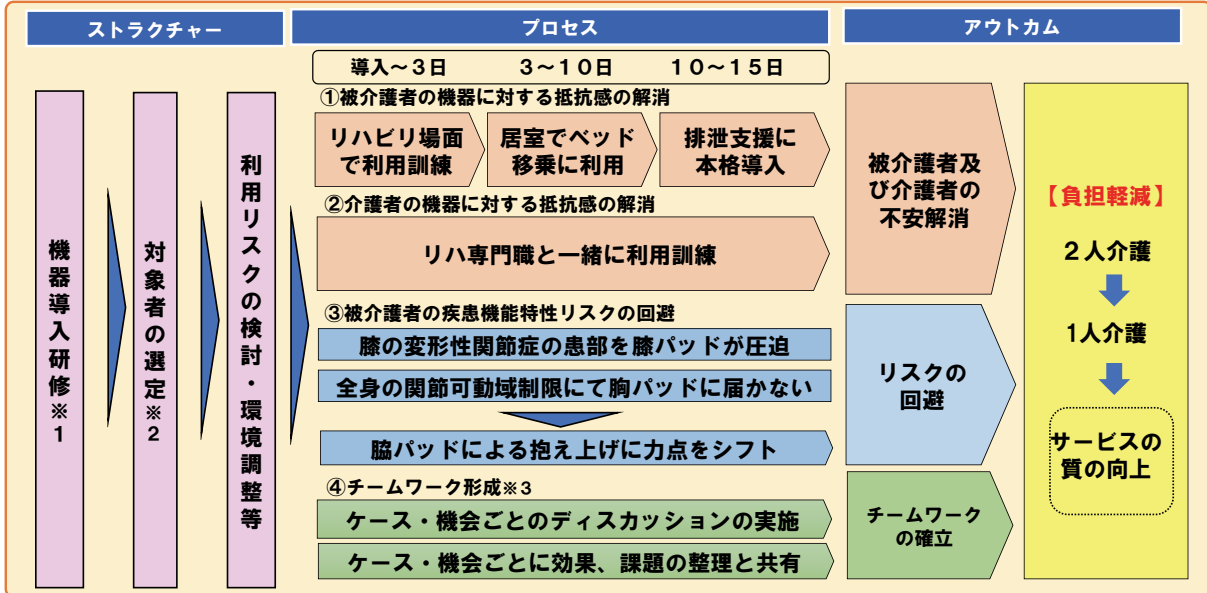 ストラクチャー
プロセス
アウトカム
機器導入研修※1
対象者の選定※2
利用リスクの検討・環境調整等
導入～3日
3～10日
10～15日
①被介護者の機器に対する抵抗感の解消
リハビリ場面
で利用訓練
居室でベッド
移乗に利用
排泄支援に
本格導入
②介護者の機器に対する抵抗感の解消
リハ専門職と一緒に利用訓練
③被介護者の疾患機能特性リスクの回避
膝の変形性関節症の患部を膝パッドが圧迫
全身の関節可動域制限にて胸パッドに届かない
脇パッドによる抱え上げに力点をシフト
④チームワーク形成※3
ケース・機会ごとのディスカッションの実施
ケース・機会ごとに効果、課題の整理と共有
被介護者及
び介護者の
不安解消
リスクの
回避
チームワーク
の確立
【負担軽減】
2人介護
1人介護
サービスの
質の向上